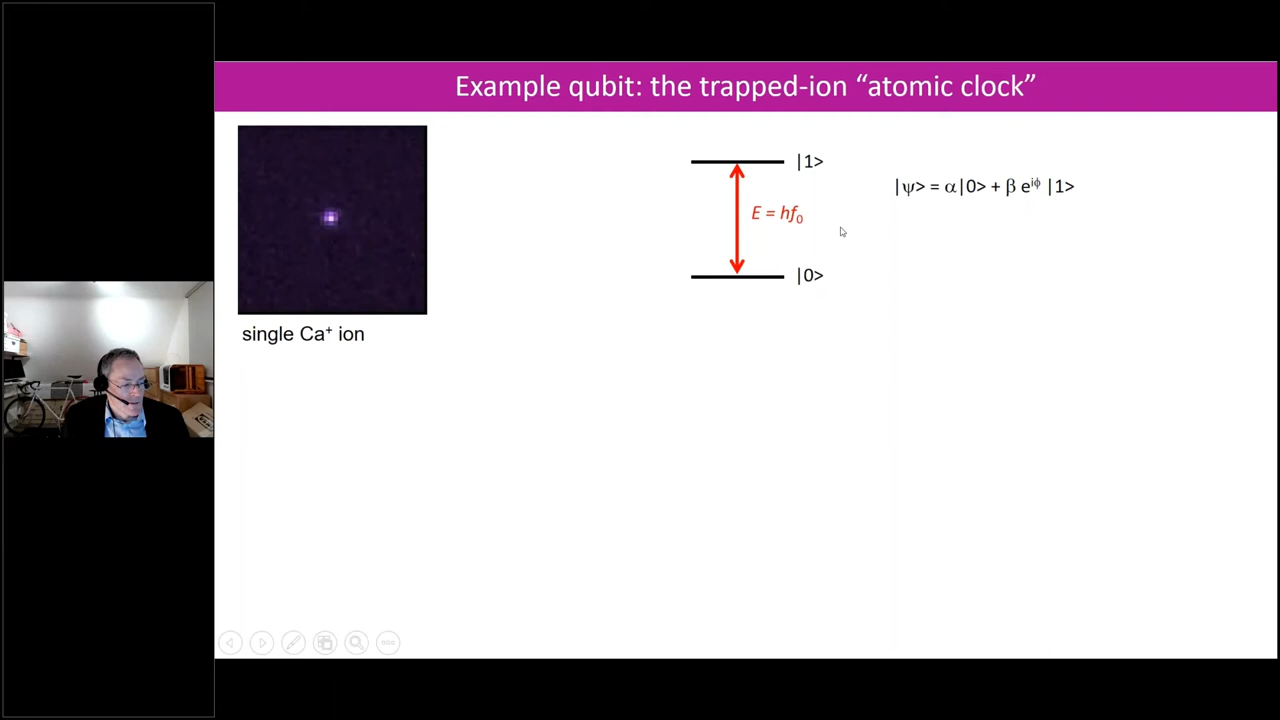 Example qubit: the trapped-ion “atomic clock”
|1>
|ψ> = α|0> + β e^iϕ |1>
E = hf₀
|0>
single Ca⁺ ion